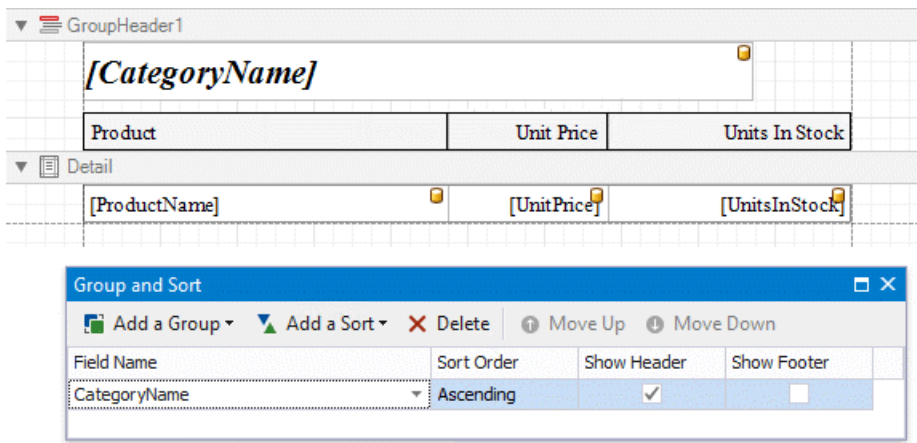 GroupHeader1
[CategoryName]
Product Unit Price Units In Stock
Detail
[ProductName] [UnitPrice] [UnitsInStock]
Group and Sort
Add a Group Add a Sort Delete Move Up Move Down
Field Name Sort Order Show Header Show Footer
CategoryName Ascending